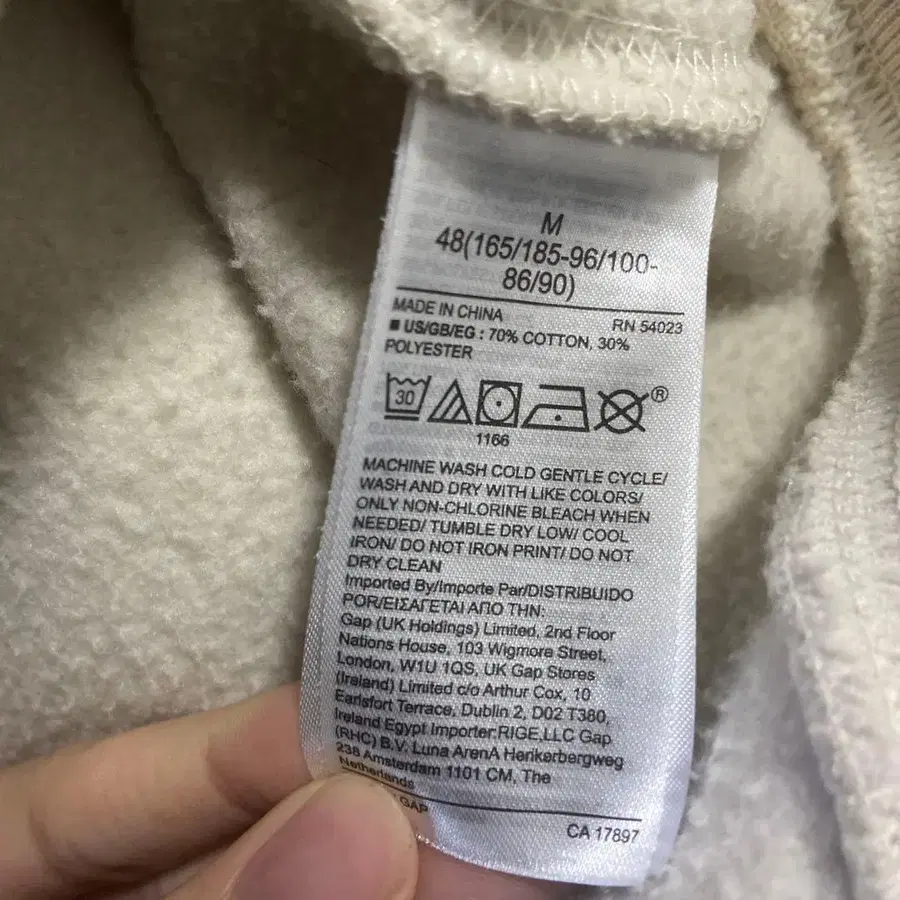 M
48(165/185-96/100-
86/90)
MADE IN CHINA RN 54023
■ US/GB/EG : 70% COTTON, 30%
POLYESTER
30
®
1166
MACHINE WASH COLD GENTLE CYCLE/
WASH AND DRY WITH LIKE COLORS/
ONLY NON-CHLORINE BLEACH WHEN
NEEDED/ TUMBLE DRY LOW/ COOL
IRON/ DO NOT IRON PRINT/ DO NOT
DRY CLEAN
Imported By/Importe Par/DISTRIBUIDO
POR/ΕΙΣΑΓΕΤΑΙ ΑΠΟ ΤΗΝ:
Gap (UK Holdings) Limited, 2nd Floor
Nations House, 103 Wigmore Street,
London, W1U 1QS, UK Gap Stores
(Ireland) Limited c/o Arthur Cox, 10
Earlsfort Terrace, Dublin 2, D02 T380,
Ireland Egypt Importer:RIGE,LLC Gap
(RHC) B.V. Luna ArenA Herikerbergweg
238 Amsterdam 1101 CM, The
Netherlands
GAP
CA 17897